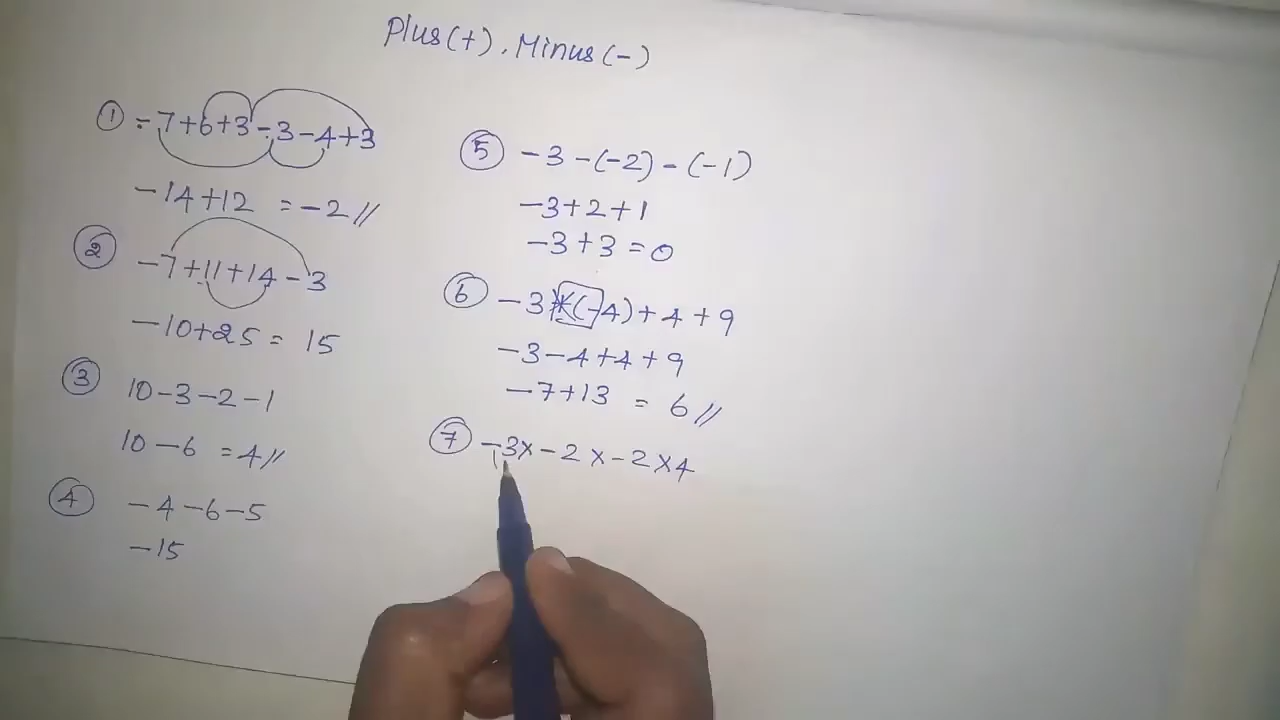 Plus(+), Minus(-)
① -7+6+3-3-4+3
-14+12 = -2//
② -7+11+14-3
-10+25 = 15
③ 10-3-2-1
10-6 = 4//
④ -4-6-5
-15
⑤ -3-(-2)-(-1)
-3+2+1
-3+3=0
⑥ -3+(-4)+4+9
-3-4+4+9
-7+13 = 6//
⑦ -3x-2x-2x4